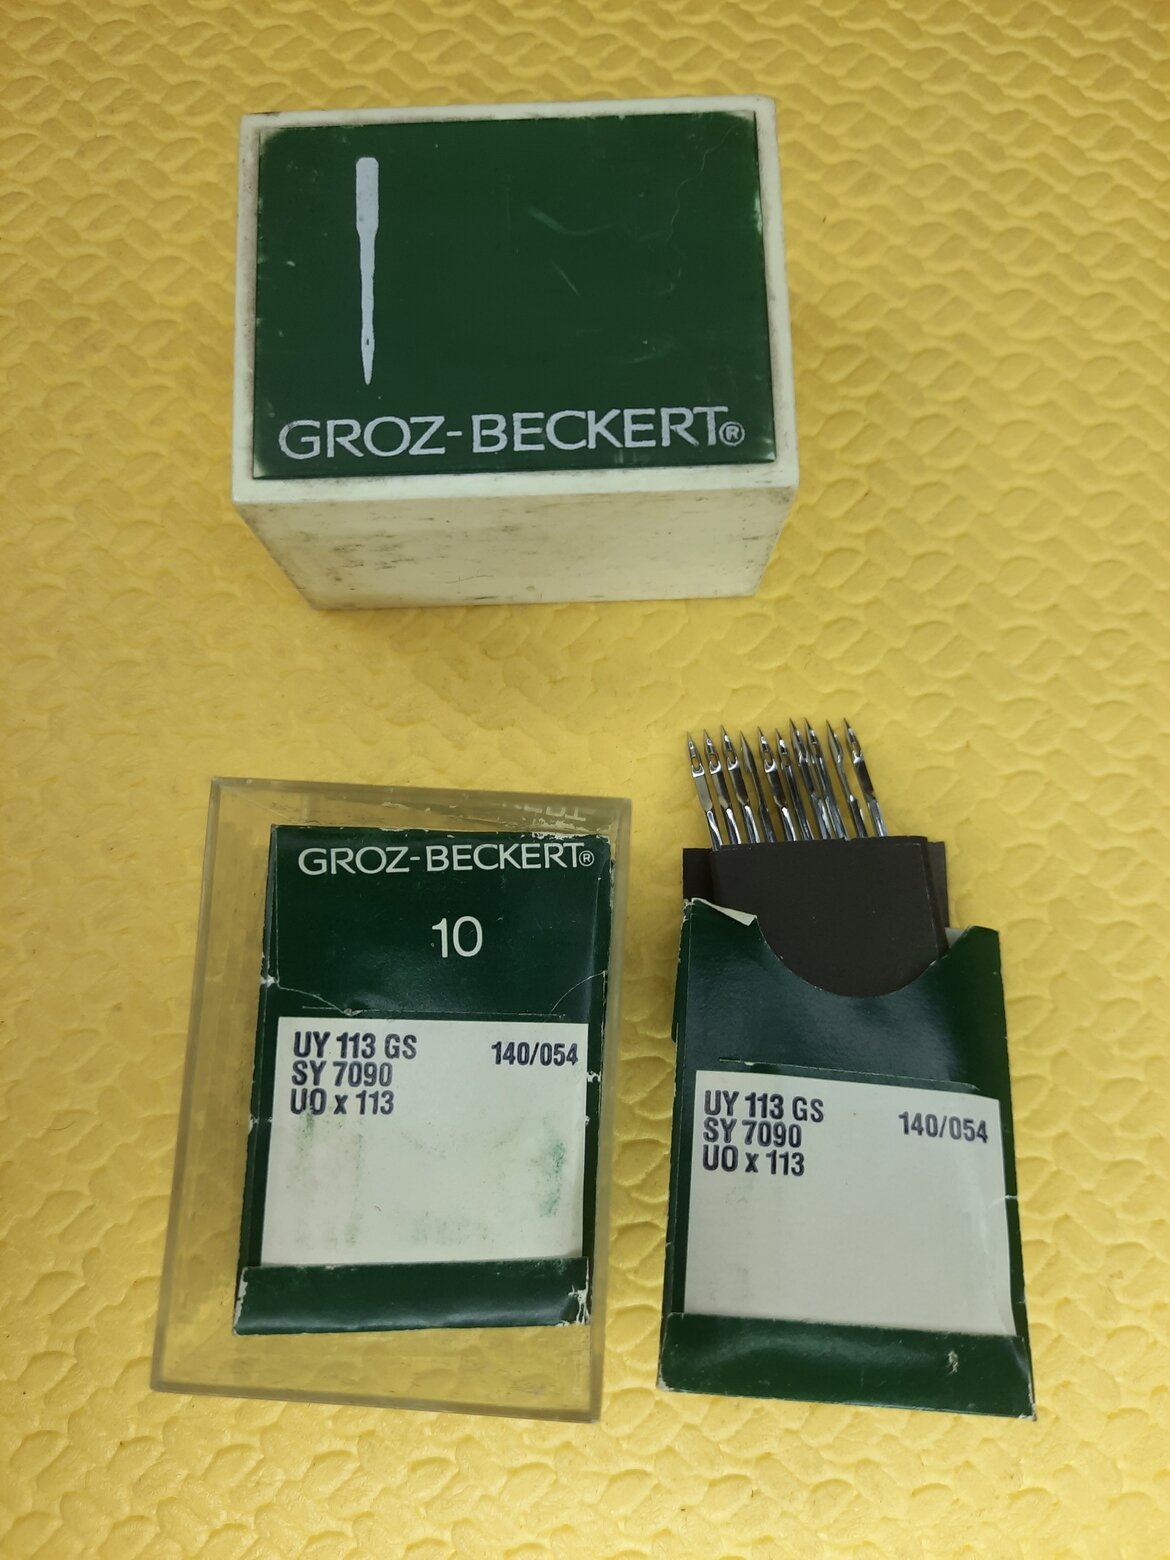 GROZ-BECKERT®
GROZ-BECKERT®
10
UY 113 GS 140/054
SY 7090
UO x 113
UY 113 GS 140/054
SY 7090
UO x 113